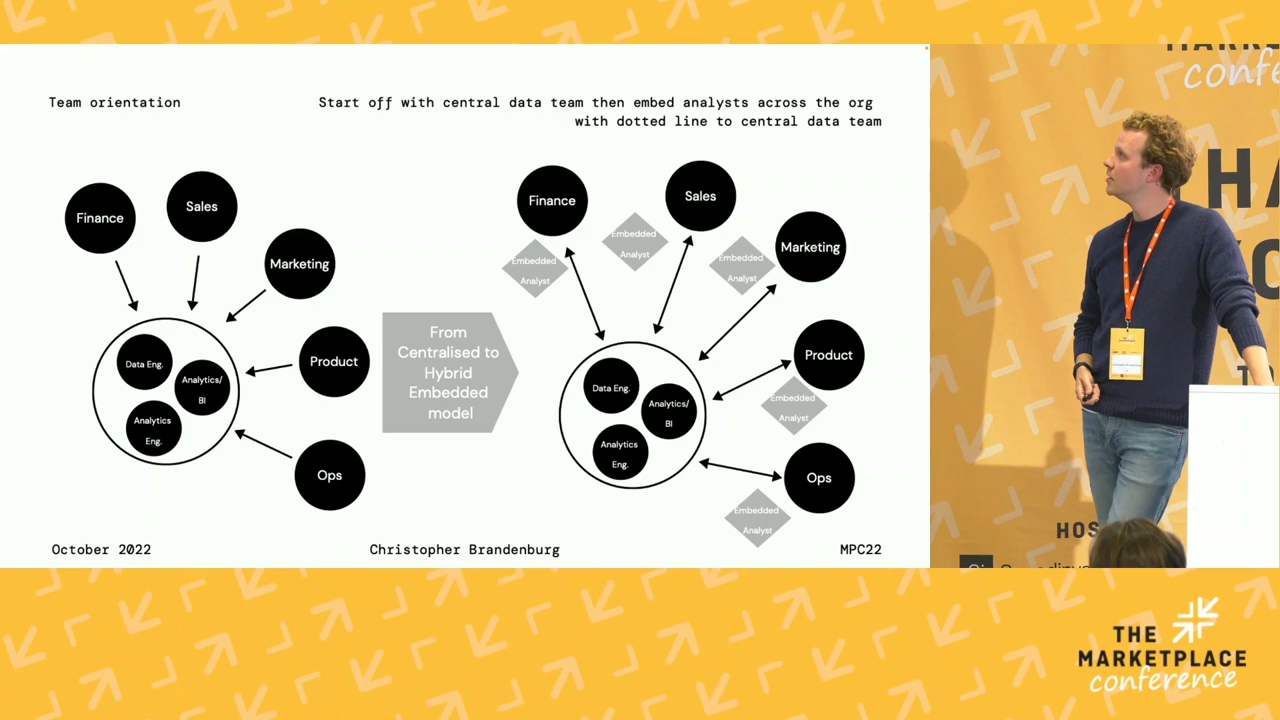 Team orientation
Start off with central data team then embed analysts across the org
with dotted line to central data team
Finance
Sales
Marketing
Product
Ops
Data Eng.
Analytics/
BI
Analytics
Eng.
From
Centralised to
Hybrid
Embedded
model
Finance
Sales
Marketing
Product
Ops
Embedded
Analyst
Embedded
Analyst
Embedded
Analyst
Embedded
Analyst
Embedded
Analyst
Data Eng.
Analytics/
BI
Analytics
Eng.
October 2022
Christopher Brandenburg
MPC22
HOS
THE
MARKETPLACE
conference